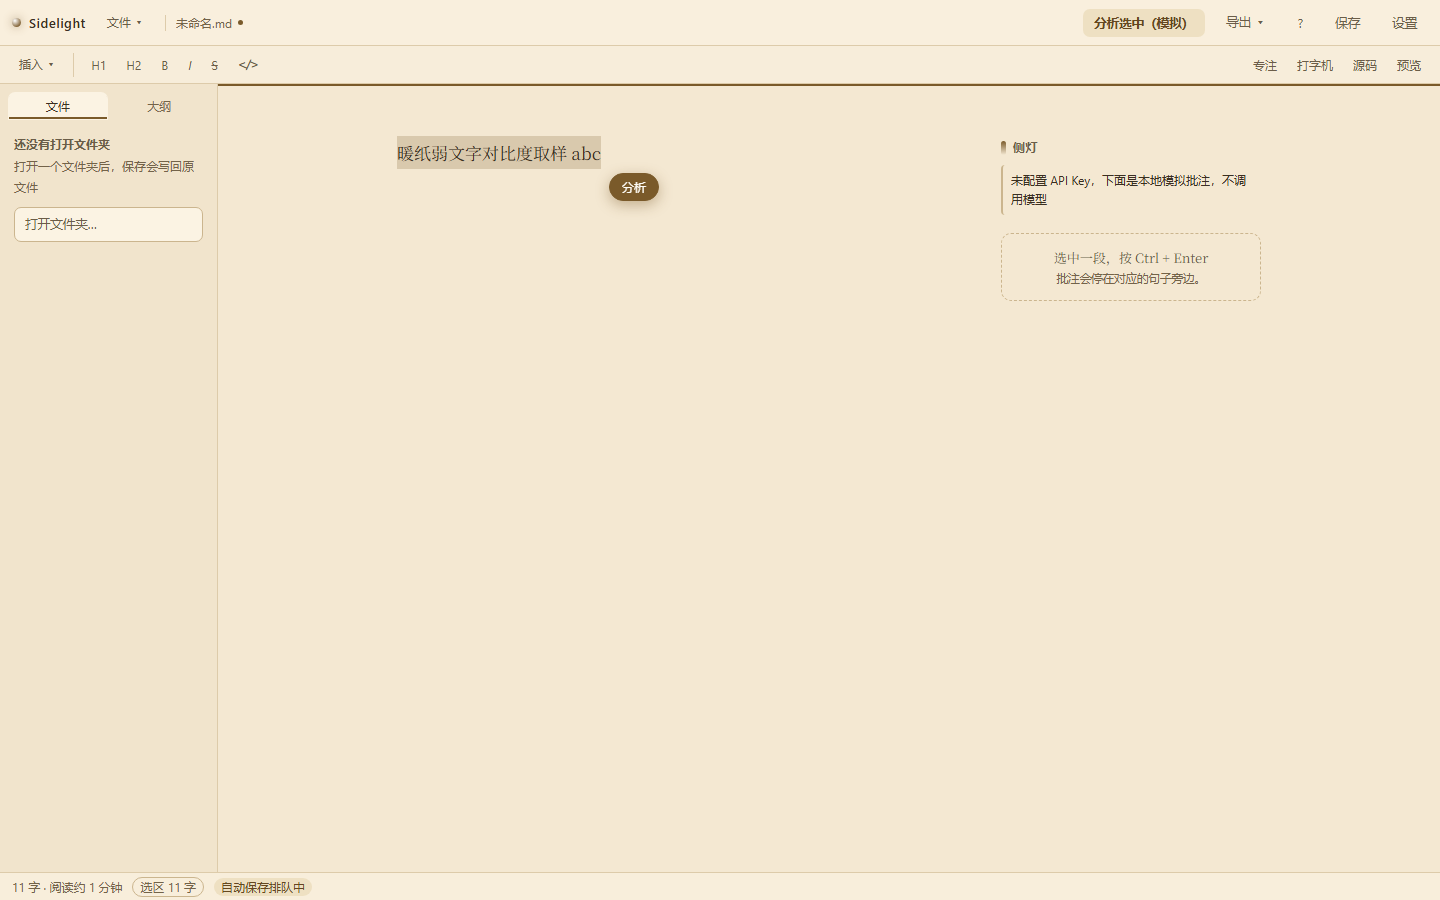 Sidelight 文件 未命名.md 分析选中（模拟） 导出 ? 保存 设置
插入 H1 H2 B I S </> 专注 打字机 源码 预览
文件 大纲
还没有打开文件夹
打开一个文件夹后，保存会写回原
文件
打开文件夹...
暖纸弱文字对比度取样 abc
分析
侧灯
未配置 API Key，下面是本地模拟批注，不调
用模型
选中一段，按 Ctrl + Enter
批注会停在对应的句子旁边。
11 字 · 阅读约 1 分钟 选区 11 字 自动保存排队中